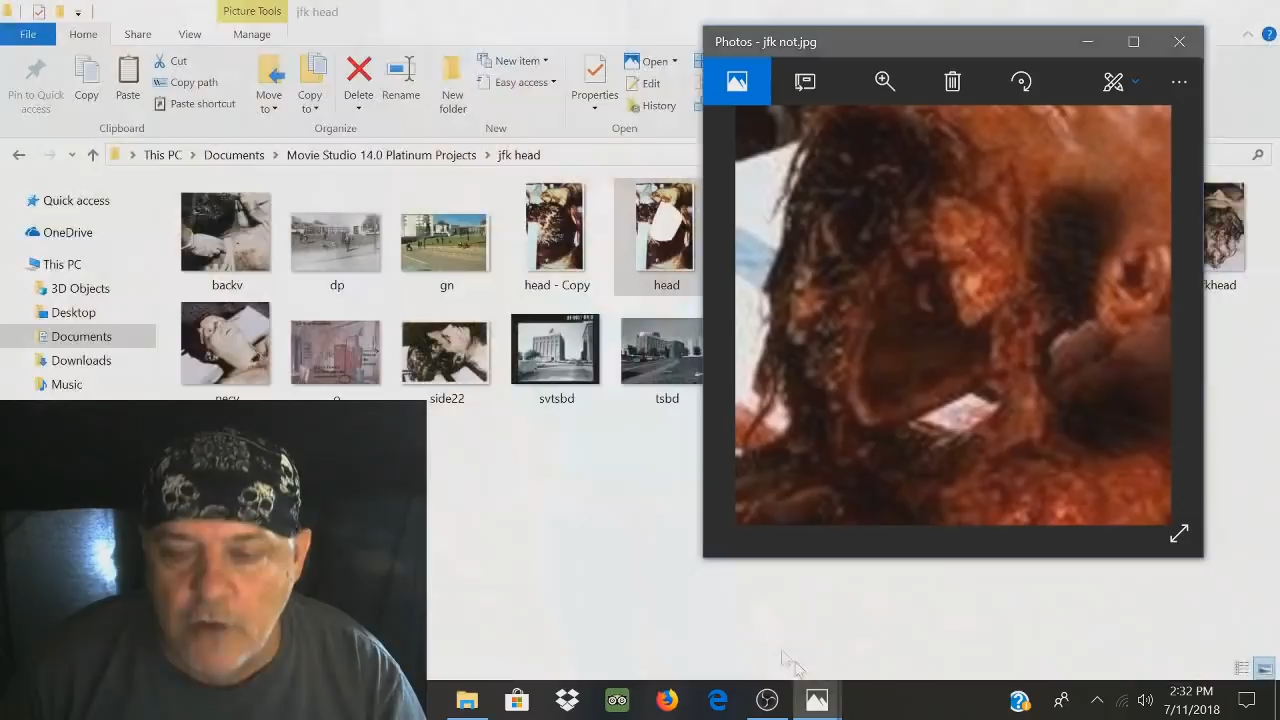 Picture Tools
jfk head
File
Home
Share
View
Manage
Pin to Quick access
Copy
Paste
Cut
Copy path
Paste shortcut
Move to
Copy to
Delete
Rename
New folder
New item
Easy access
Properties
Open
Edit
History
Clipboard
Organize
New
Open
This PC
Documents
Movie Studio 14.0 Platinum Projects
jfk head
Quick access
OneDrive
This PC
3D Objects
Desktop
Documents
Downloads
Music
backv
dp
gn
head - Copy
head
side22
svtsbd
tsbd
Photos - jfk not.jpg
2:32 PM
7/11/2018